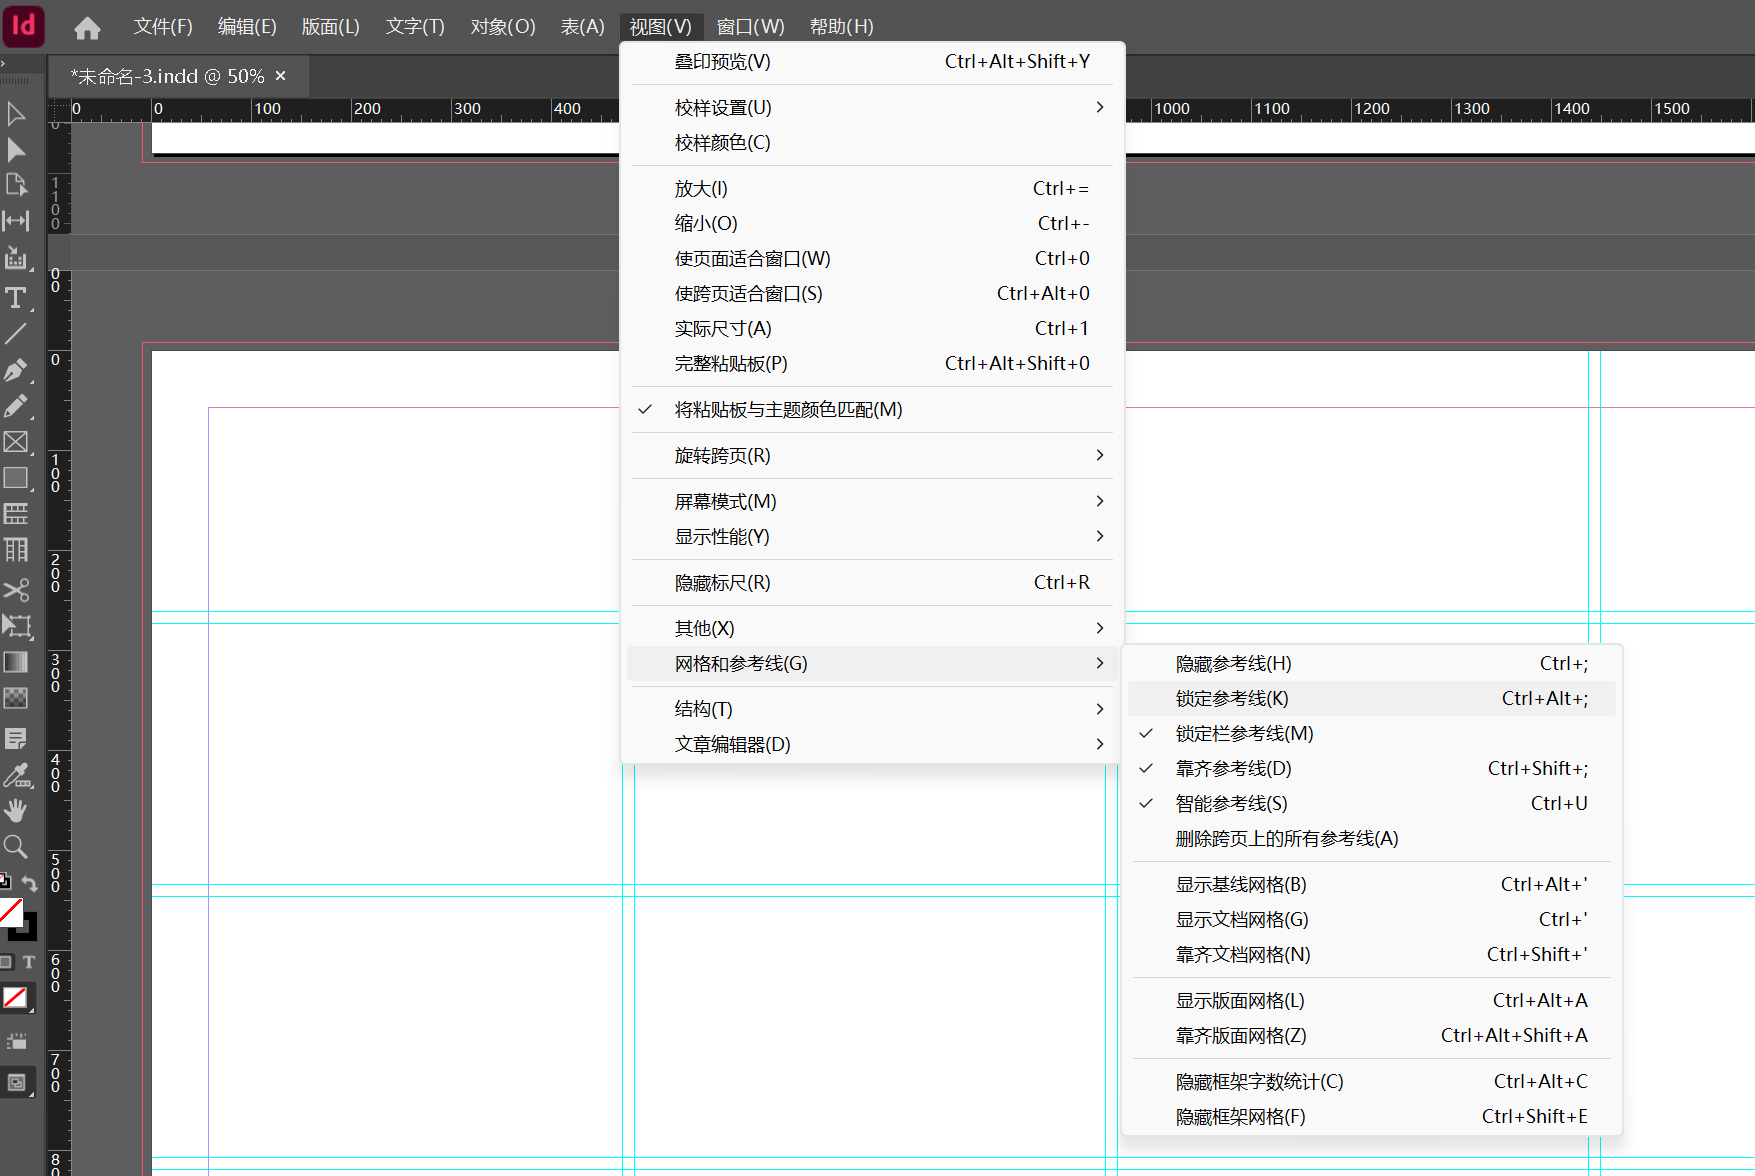 Id
文件(F) 编辑(E) 版面(L) 文字(T) 对象(O) 表(A) 视图(V) 窗口(W) 帮助(H)
*未命名-3.indd @ 50% ×
0 0 100 200 300 400 1000 1100 1200 1300 1400 1500
叠印预览(V) Ctrl+Alt+Shift+Y
校样设置(U)
校样颜色(C)
放大(I) Ctrl+=
缩小(O) Ctrl+-
使页面适合窗口(W) Ctrl+0
使跨页适合窗口(S) Ctrl+Alt+0
实际尺寸(A) Ctrl+1
完整粘贴板(P) Ctrl+Alt+Shift+0
将粘贴板与主题颜色匹配(M)
旋转跨页(R)
屏幕模式(M)
显示性能(Y)
隐藏标尺(R) Ctrl+R
其他(X)
网格和参考线(G)
结构(T)
文章编辑器(D)
隐藏参考线(H) Ctrl+;
锁定参考线(K) Ctrl+Alt+;
锁定栏参考线(M)
靠齐参考线(D) Ctrl+Shift+;
智能参考线(S) Ctrl+U
删除跨页上的所有参考线(A)
显示基线网格(B) Ctrl+Alt+'
显示文档网格(G) Ctrl+'
靠齐文档网格(N) Ctrl+Shift+'
显示版面网格(L) Ctrl+Alt+A
靠齐版面网格(Z) Ctrl+Alt+Shift+A
隐藏框架字数统计(C) Ctrl+Alt+C
隐藏框架网格(F) Ctrl+Shift+E
1100
0
100
200
300
400
500
600
700